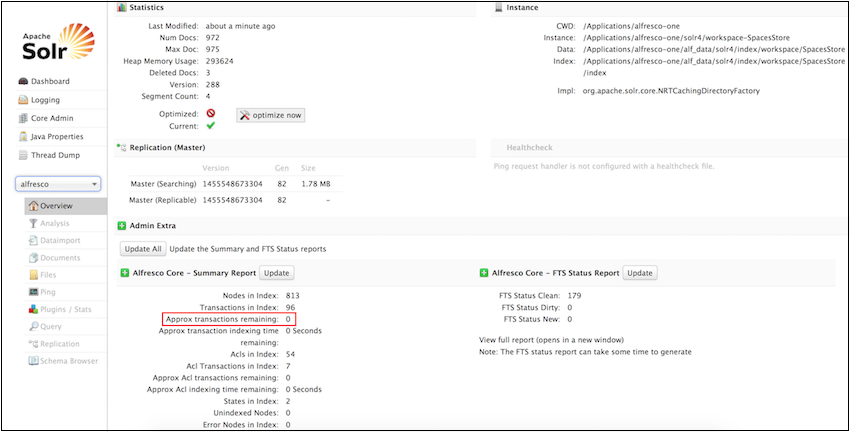 Apache
Solr
Dashboard
Logging
Core Admin
Java Properties
Thread Dump
alfresco
Overview
Analysis
Dataimport
Documents
Files
Ping
Plugins / Stats
Query
Replication
Schema Browser
Statistics
Last Modified: about a minute ago
Num Docs: 972
Max Doc: 975
Heap Memory Usage: 293624
Deleted Docs: 3
Version: 288
Segment Count: 4
Optimized: optimize now
Current:
Instance
CWD: /Applications/alfresco-one
Instance: /Applications/alfresco-one/solr4/workspace-SpacesStore
Data: /Applications/alfresco-one/alf_data/solr4/index/workspace/SpacesStore
Index: /Applications/alfresco-one/alf_data/solr4/index/workspace/SpacesStore
/index
Impl: org.apache.solr.core.NRTCachingDirectoryFactory
Replication (Master)
Version Gen Size
Master (Searching) 1455548673304 82 1.78 MB
Master (Replicable) 1455548673304 82 -
Healthcheck
Ping request handler is not configured with a healthcheck file.
Admin Extra
Update All Update the Summary and FTS Status reports
Alfresco Core - Summary Report Update
Nodes in Index: 813
Transactions in Index: 96
Approx transactions remaining: 0
Approx transaction indexing time 0 Seconds
remaining:
Acls in Index: 54
Acl Transactions in Index: 7
Approx Acl transactions remaining: 0
Approx Acl indexing time remaining: 0 Seconds
States in Index: 2
Unindexed Nodes: 0
Error Nodes in Index: 0
Alfresco Core - FTS Status Report Update
FTS Status Clean: 179
FTS Status Dirty: 0
FTS Status New: 0
View full report (opens in a new window)
Note: The FTS status report can take some time to generate